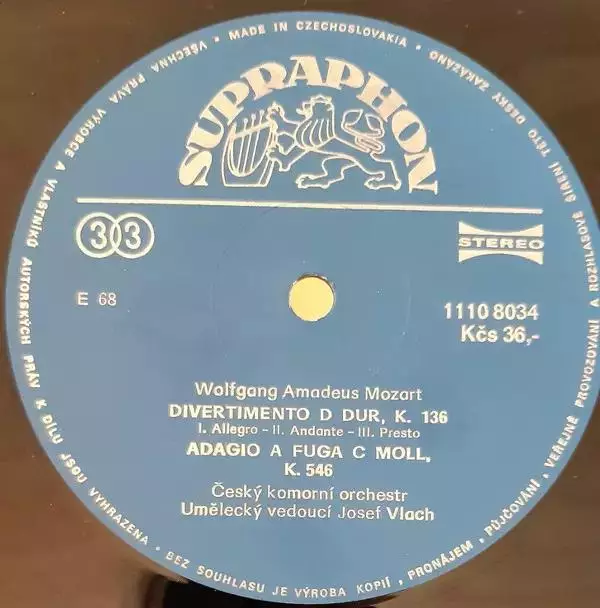 SUPRAPHON
33
STEREO
E 68
1110 8034
Kčs 36,-
Wolfgang Amadeus Mozart
DIVERTIMENTO D DUR, K. 136
I. Allegro – II. Andante – III. Presto
ADAGIO A FUGA C MOLL,
K. 546
Český komorní orchestr
Umělecký vedoucí Josef Vlach
MADE IN CZECHOSLOVAKIA • VŠECHNA PRÁVA VÝROBCE A VLASTNÍKŮ AUTORSKÝCH PRÁV K DÍLU JSOU VYHRAZENA • BEZ SOUHLASU JE VÝROBA KOPIÍ, PRONÁJEM, PŮJČOVÁNÍ, VEŘEJNÉ PROVOZOVÁNÍ A ROZHLASOVÉ ŠÍŘENÍ TÉTO DESKY ZAKÁZÁNO •